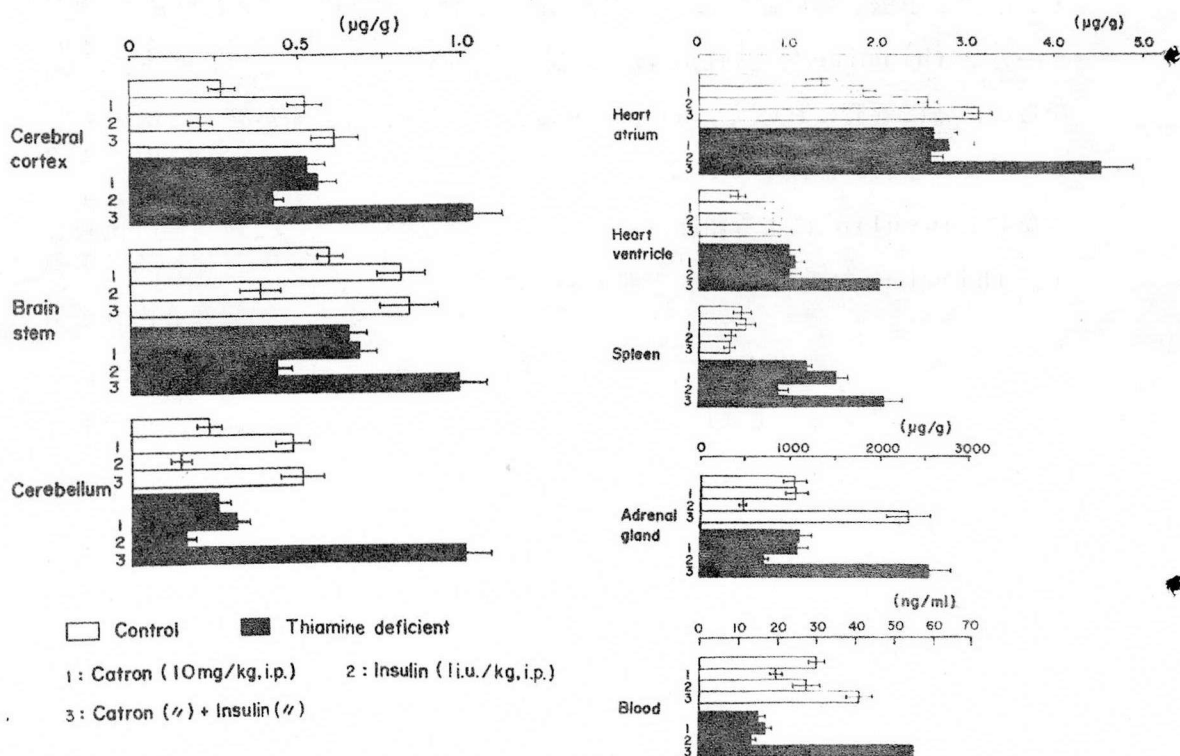 (μg/g)
0 0.5 1.0
Cerebral cortex
1
2
3
1
2
3
Brain stem
1
2
3
1
2
3
Cerebellum
1
2
3
1
2
3
Control Thiamine deficient
1 : Catron (10mg/kg, i.p.) 2 : Insulin (1i.u./kg, i.p.)
3 : Catron (〃) + Insulin (〃)
(μg/g)
0 1.0 2.0 3.0 4.0 5.0
Heart atrium
1
2
3
1
2
3
Heart ventricle
1
2
3
1
2
3
Spleen
1
2
3
1
2
3
(μg/g)
0 1000 2000 3000
Adrenal gland
1
2
3
1
2
3
(ng/ml)
0 10 20 30 40 50 60 70
Blood
1
2
3
1
2
3